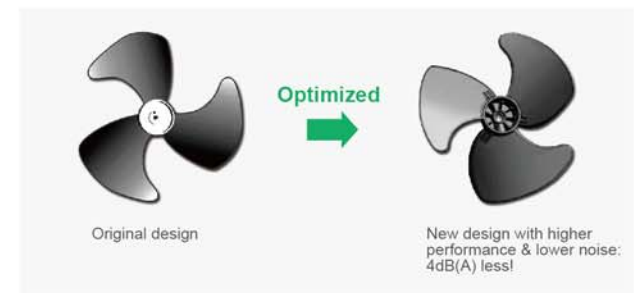 Optimized
Original design
New design with higher
performance & lower noise:
4dB(A) less!